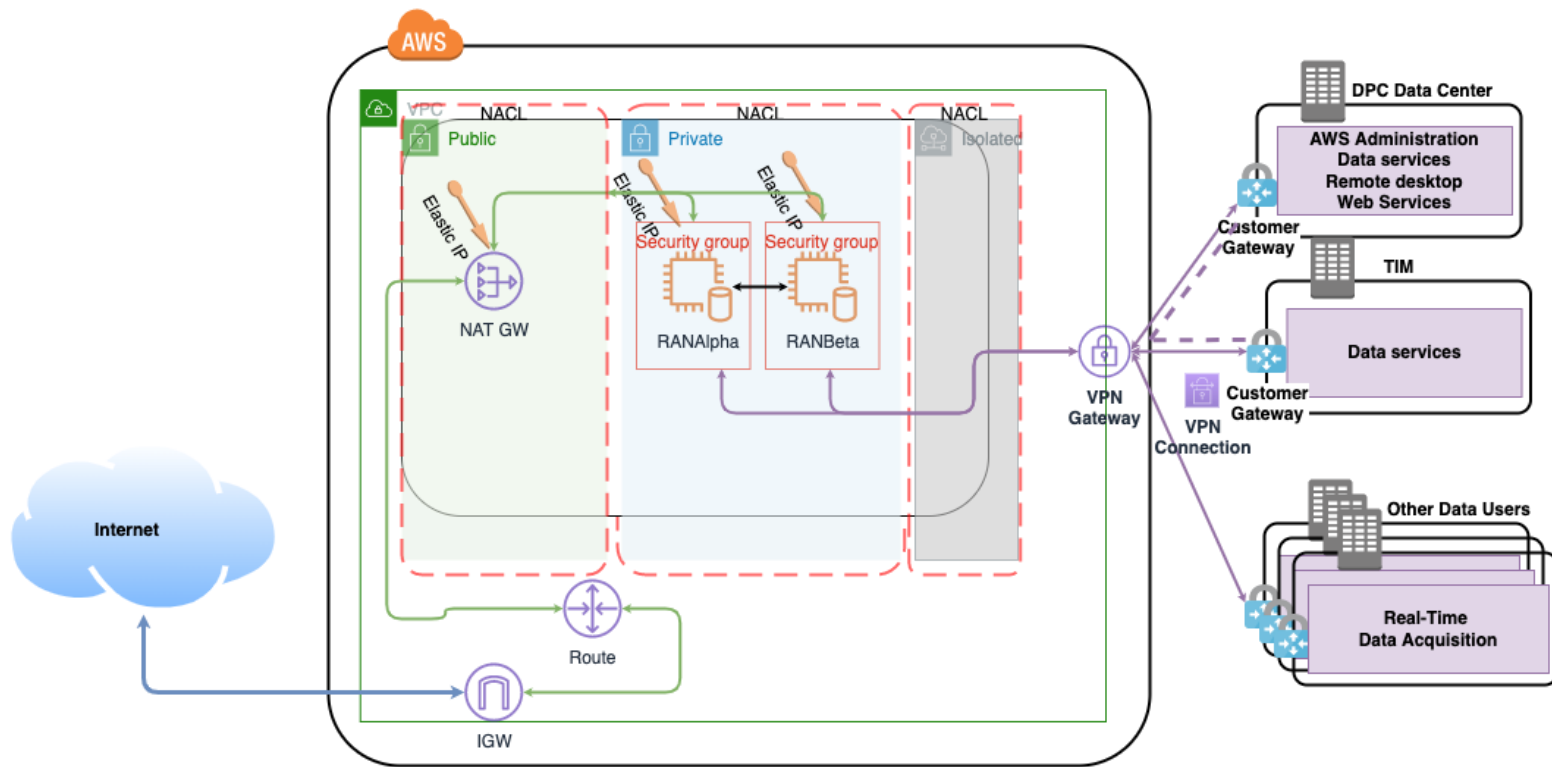 AWS
VPC
NACL
NACL
NACL
Public
Private
Isolated
Elastic IP
Elastic IP
Elastic IP
Security group
Security group
NAT GW
RANAlpha
RANBeta
VPN
Gateway
DPC Data Center
AWS Administration
Data services
Remote desktop
Web Services
Customer
Gateway
TIM
Data services
Customer
Gateway
VPN
Connection
Other Data Users
Real-Time
Data Acquisition
Internet
Route
IGW